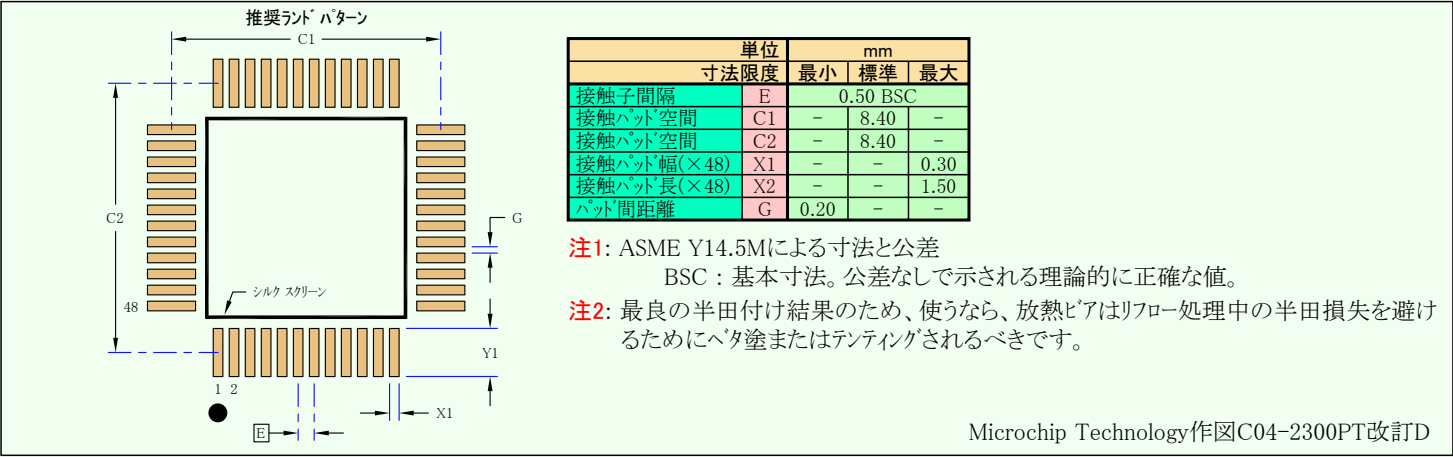 推奨ランド パターン
C1
C2
G
シルク スクリーン
48
Y1
1 2
X1
E
単位 mm
寸法限度 最小 標準 最大
接触子間隔 E 0.50 BSC
接触パッド空間 C1 - 8.40 -
接触パッド空間 C2 - 8.40 -
接触パッド幅(×48) X1 - - 0.30
接触パッド長(×48) X2 - - 1.50
パッド間距離 G 0.20 - -
注1: ASME Y14.5Mによる寸法と公差
BSC : 基本寸法。公差なしで示される理論的に正確な値。
注2: 最良の半田付け結果のため、使うなら、放熱ビアはリフロー処理中の半田損失を避け
るためにベタ塗またはテンティングされるべきです。
Microchip Technology作図C04-2300PT改訂D